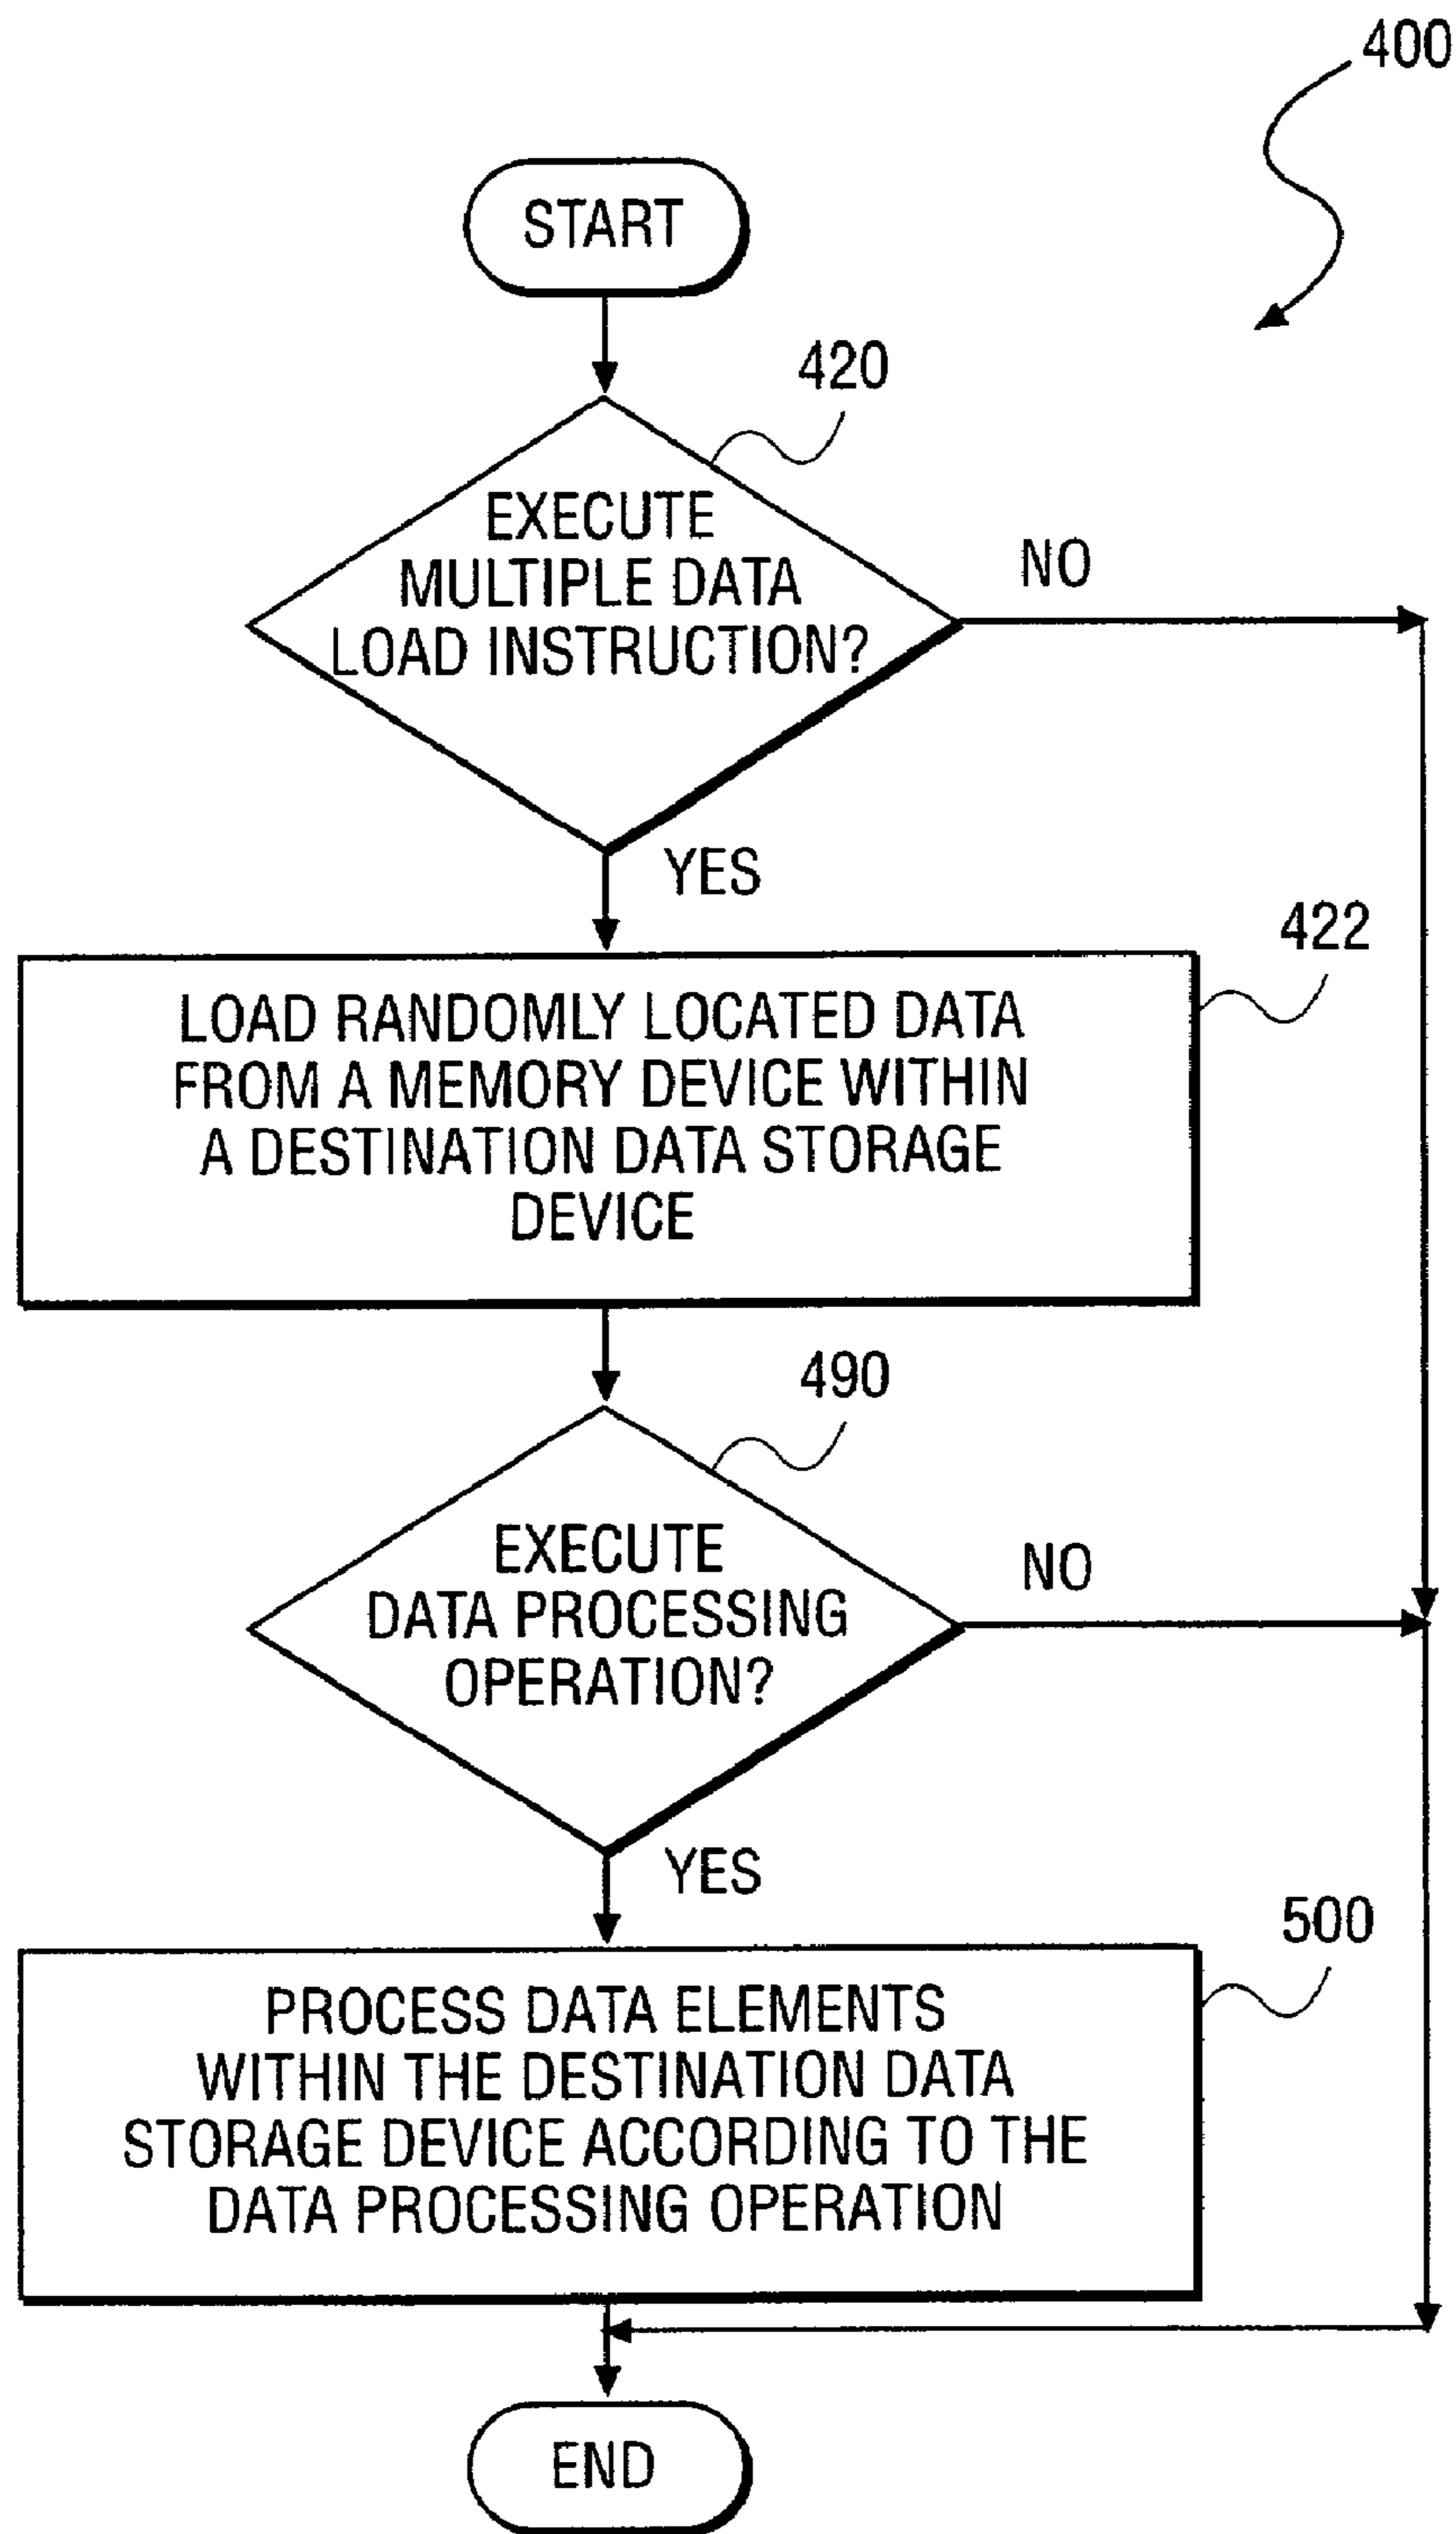 400
START
420
EXECUTE
MULTIPLE DATA
LOAD INSTRUCTION?
NO
YES
422
LOAD RANDOMLY LOCATED DATA
FROM A MEMORY DEVICE WITHIN
A DESTINATION DATA STORAGE
DEVICE
490
EXECUTE
DATA PROCESSING
OPERATION?
NO
YES
500
PROCESS DATA ELEMENTS
WITHIN THE DESTINATION DATA
STORAGE DEVICE ACCORDING TO THE
DATA PROCESSING OPERATION
END